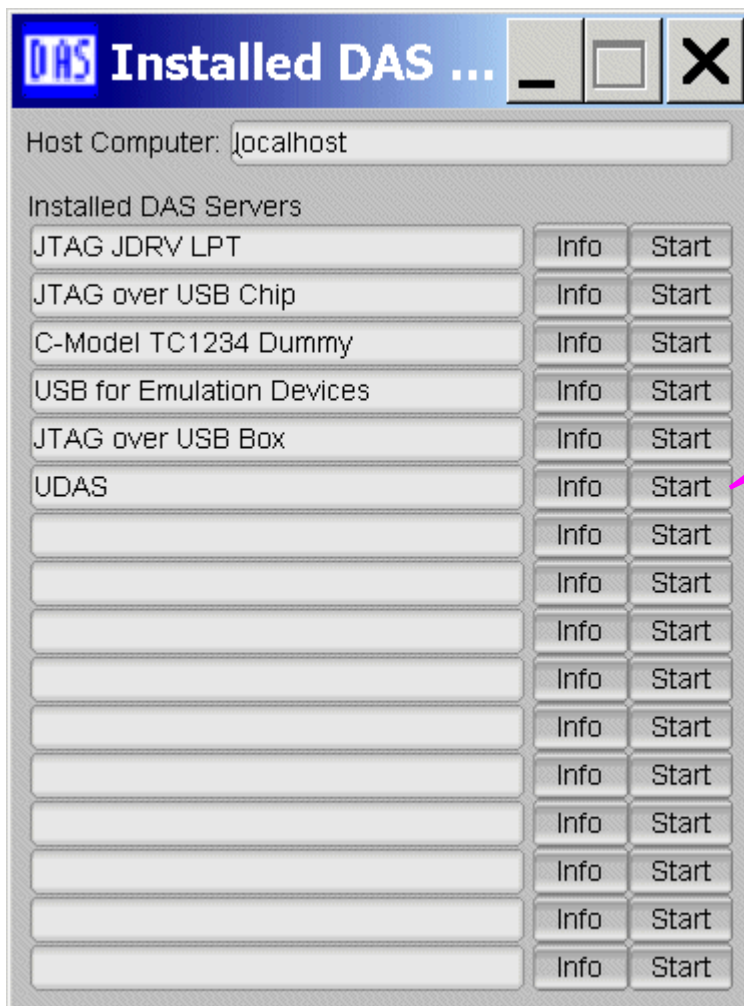 DAS Installed DAS ...
Host Computer: localhost
Installed DAS Servers
JTAG JDRV LPT Info Start
JTAG over USB Chip Info Start
C-Model TC1234 Dummy Info Start
USB for Emulation Devices Info Start
JTAG over USB Box Info Start
UDAS Info Start
Info Start
Info Start
Info Start
Info Start
Info Start
Info Start
Info Start
Info Start
Info Start
Info Start